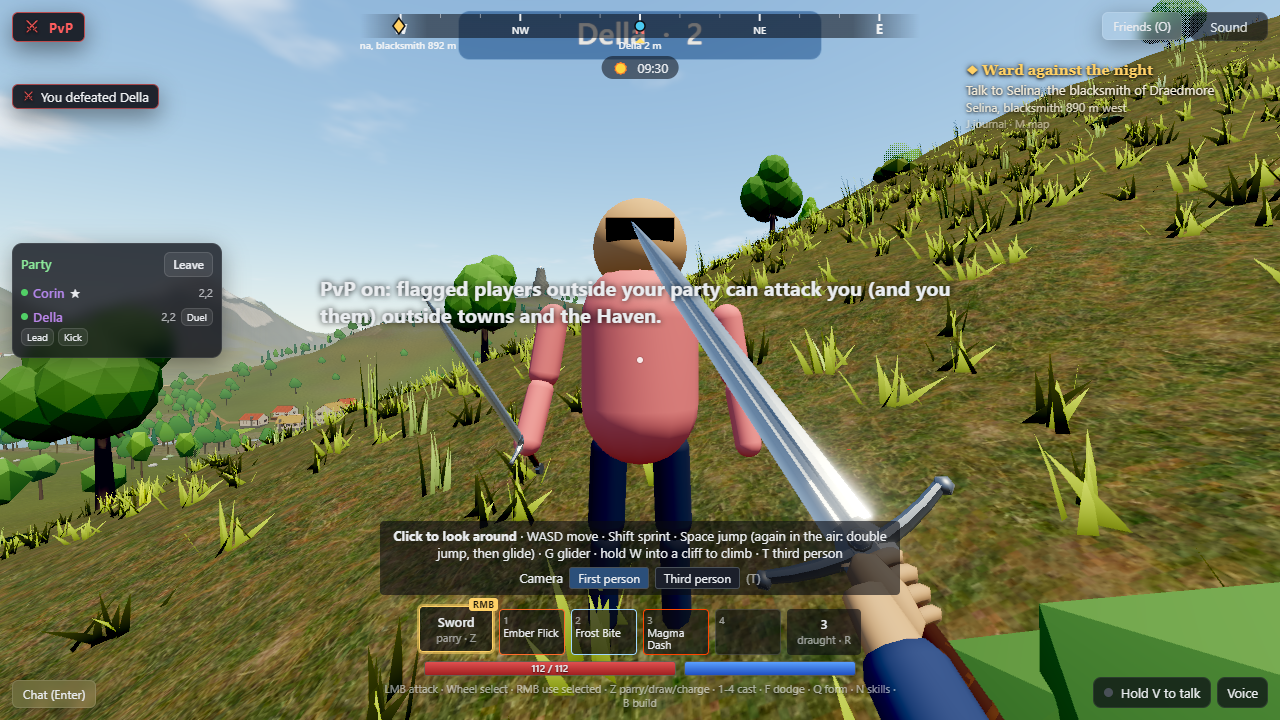 PvP
NW
NE
E
blacksmith 892 m
Della · 2
Della 2 m
09:30
Friends (O)
Sound
You defeated Della
Ward against the night
Talk to Selina, the blacksmith of Draedmore
Selina, blacksmith: 890 m west
J journal · M map
Party
Leave
Corin ★ 2,2
Della 2,2 Duel
Lead Kick
PvP on: flagged players outside your party can attack you (and you
them) outside towns and the Haven.
Click to look around · WASD move · Shift sprint · Space jump (again in the air: double
jump, then glide) · G glider · hold W into a cliff to climb · T third person
Camera First person Third person (T)
RMB
Sword
parry · Z
1
Ember Flick
2
Frost Bite
3
Magma
Dash
4
3
draught · R
112 / 112
LMB attack · Wheel select · RMB use selected · Z parry/draw/charge · 1-4 cast · F dodge · Q form · N skills ·
B build
Chat (Enter)
Hold V to talk
Voice